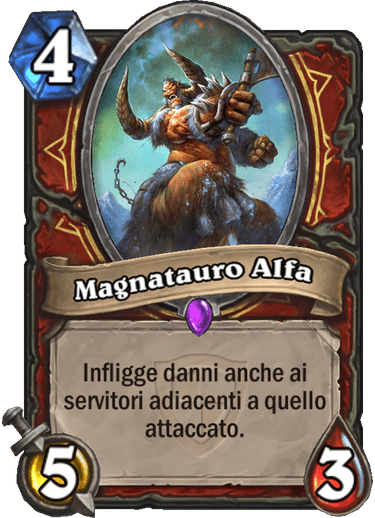 4
Magnatauro Alfa
Infligge danni anche ai
servitori adiacenti a quello
attaccato.
5
3